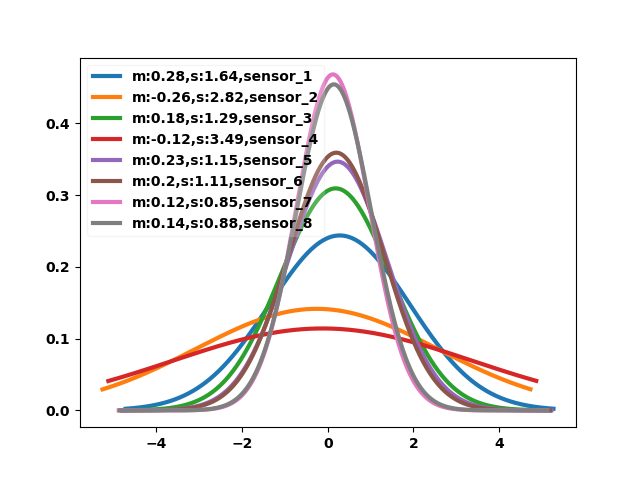 m:0.28,s:1.64,sensor_1
m:-0.26,s:2.82,sensor_2
m:0.18,s:1.29,sensor_3
m:-0.12,s:3.49,sensor_4
m:0.23,s:1.15,sensor_5
m:0.2,s:1.11,sensor_6
m:0.12,s:0.85,sensor_7
m:0.14,s:0.88,sensor_8
0.4
0.3
0.2
0.1
0.0
−4 −2 0 2 4